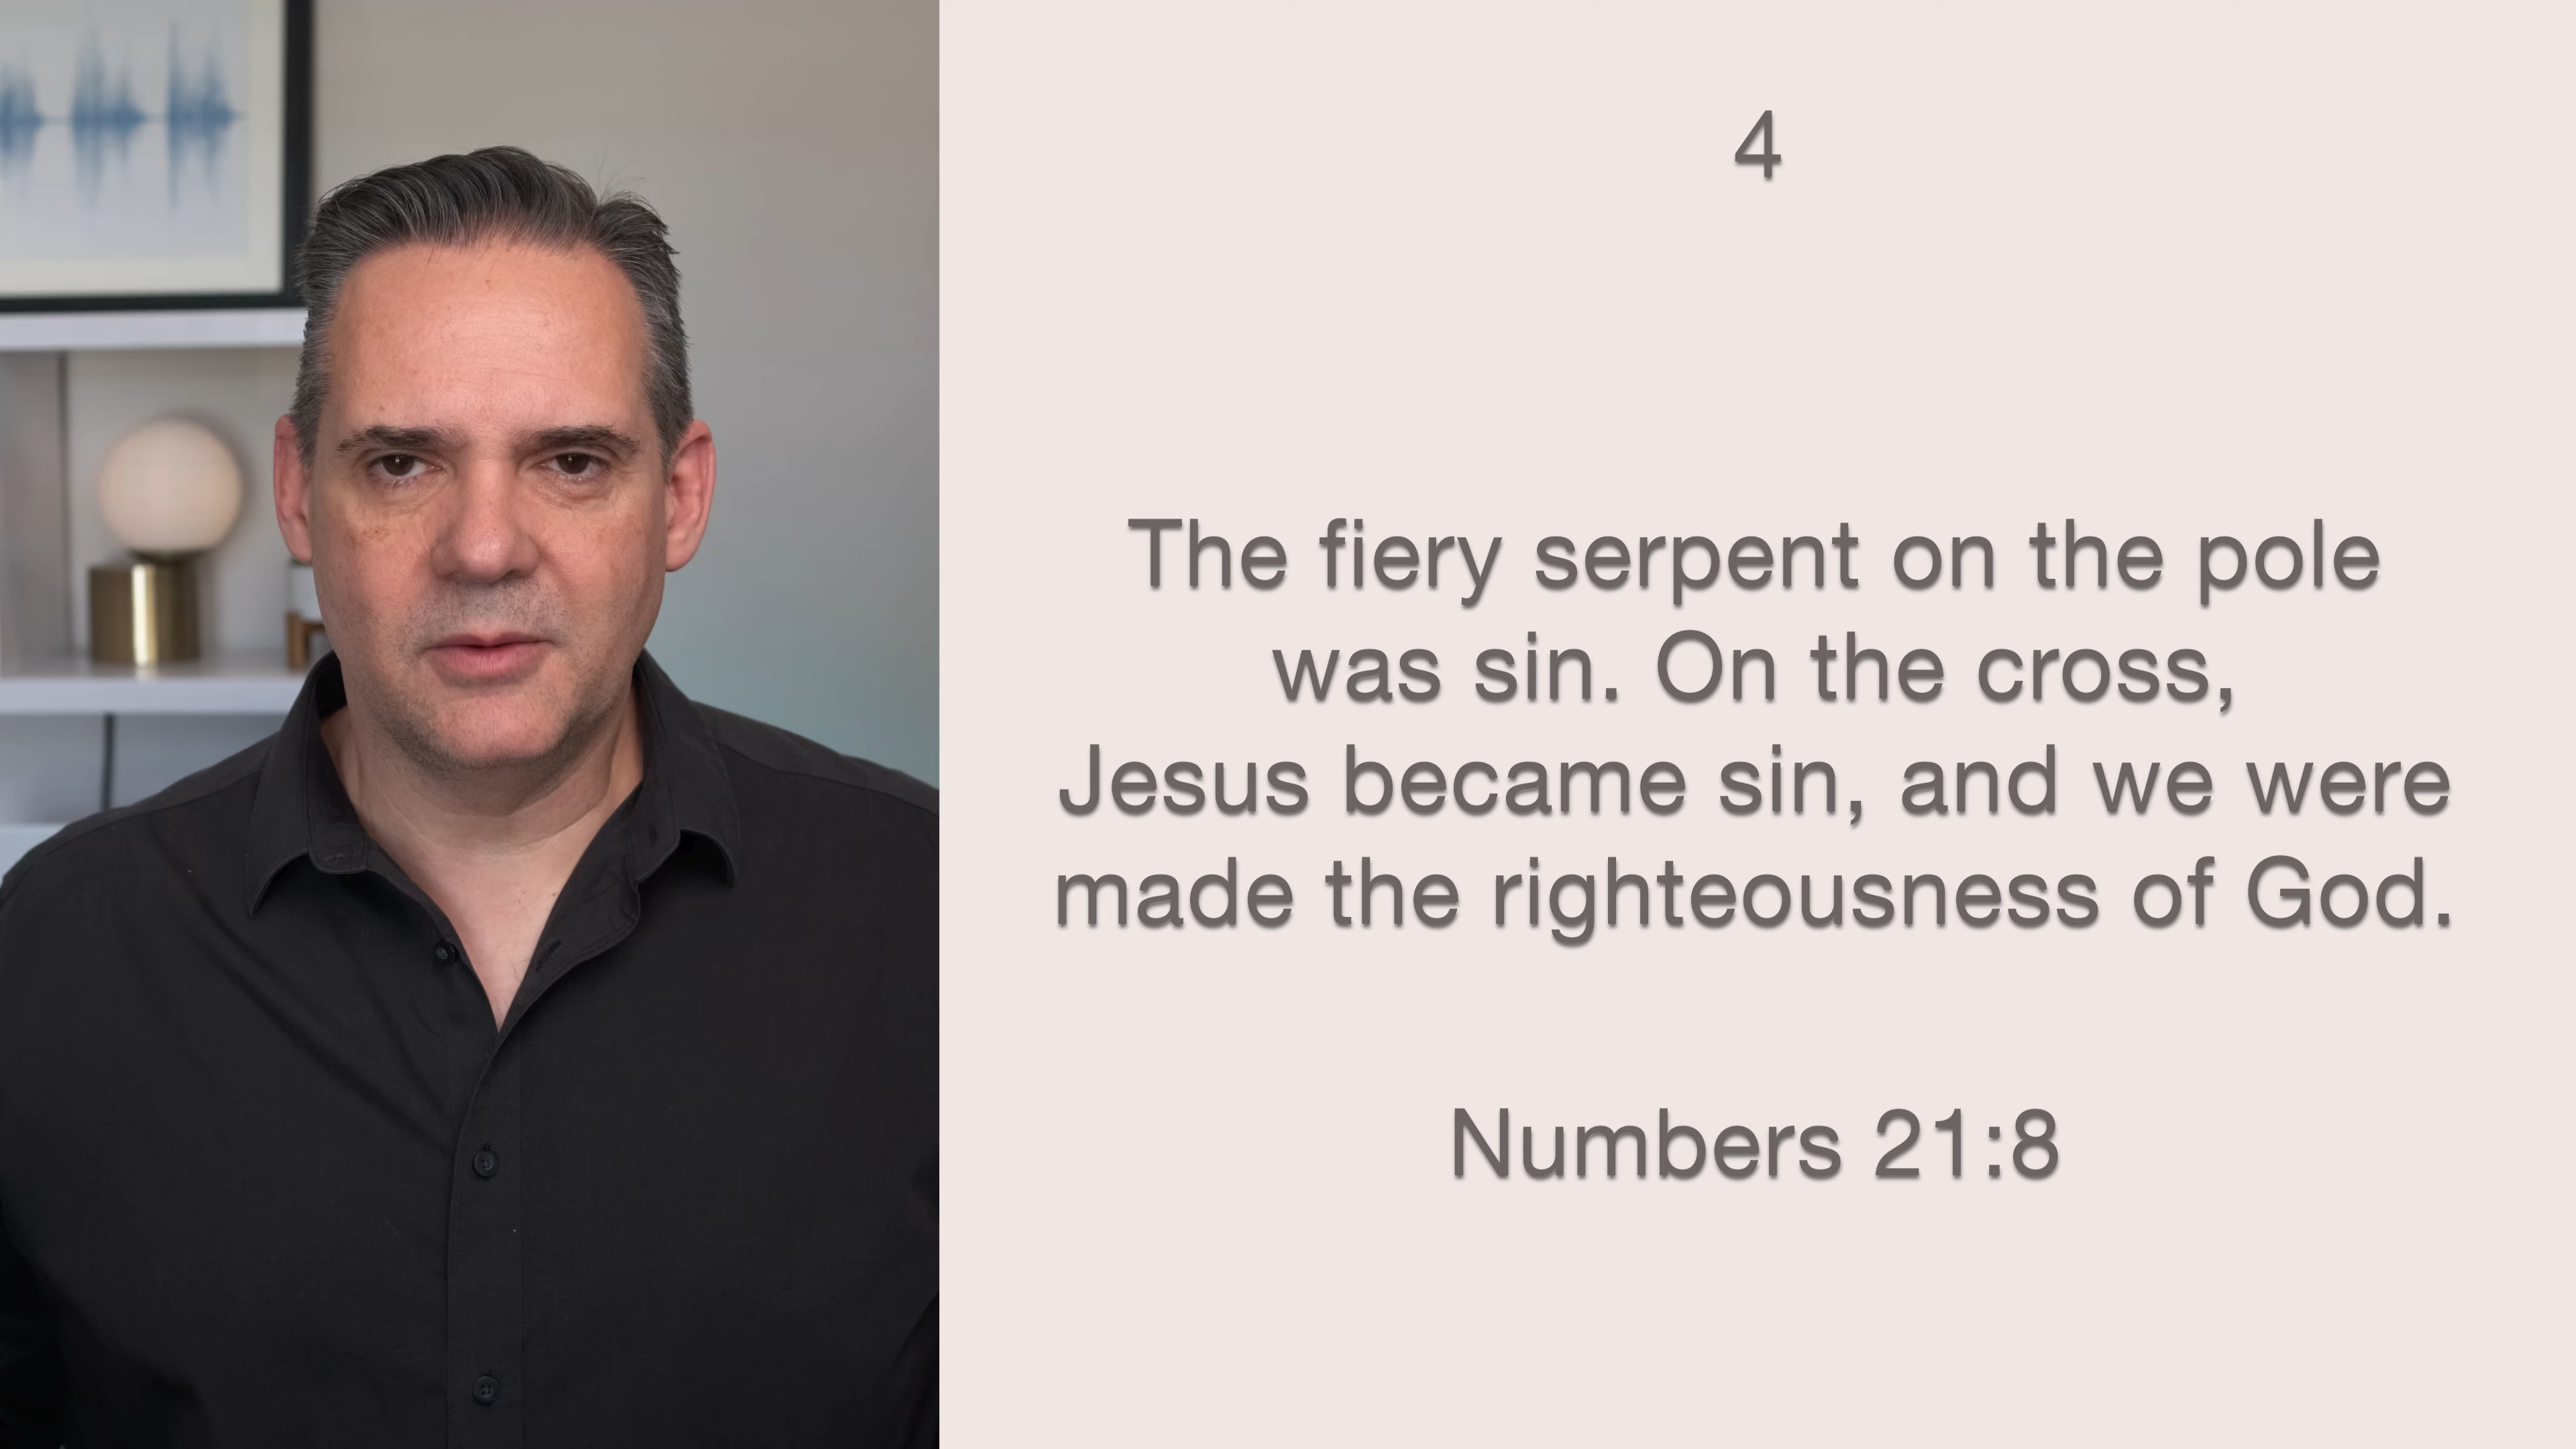 4
The fiery serpent on the pole
was sin. On the cross,
Jesus became sin, and we were
made the righteousness of God.
Numbers 21:8